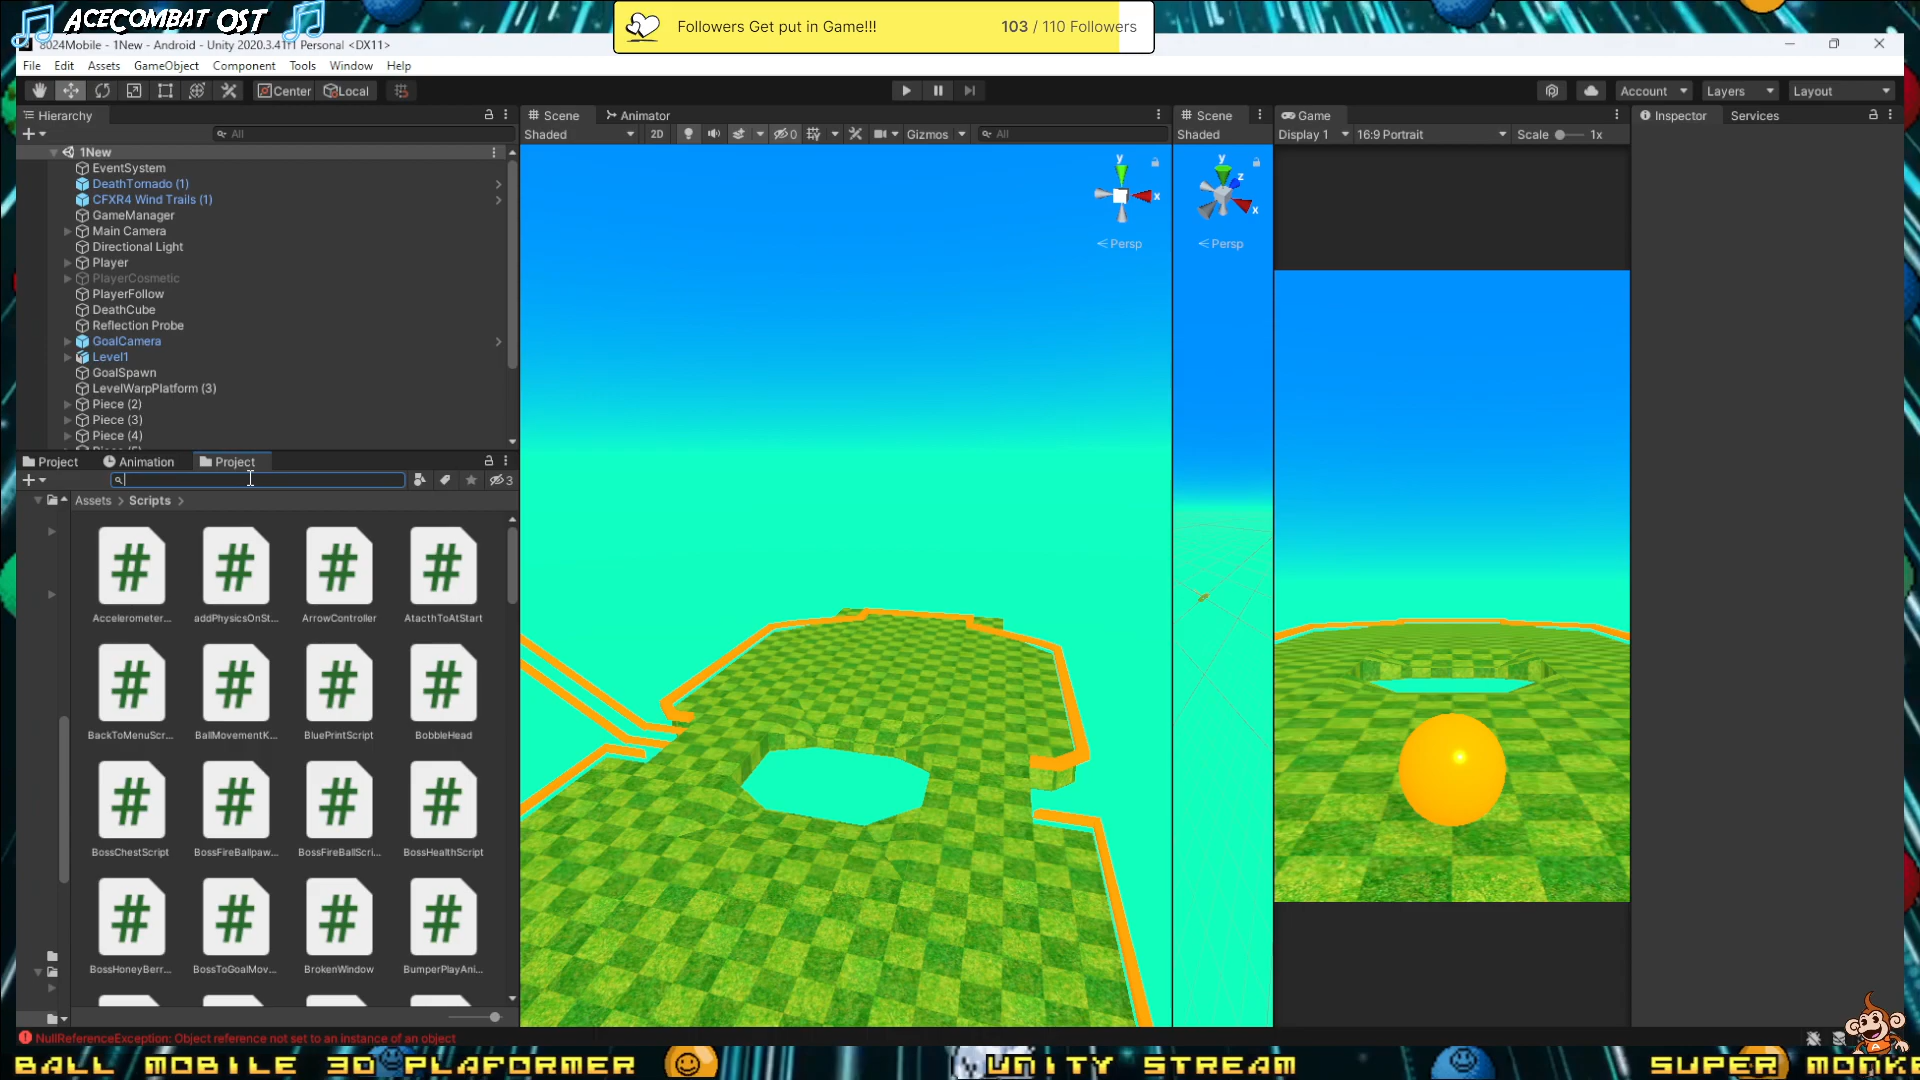 ACECOMBAT OST
Followers Get put in Game!!! 103 / 110 Followers
8024Mobile - 1New - Android - Unity 2020.3.41f1 Personal <DX11>
File Edit Assets GameObject Component Tools Window Help
Center Local Account Layers Layout
Hierarchy Scene Animator Scene Game Inspector Services
All Shaded 2D 0 Gizmos All Shaded Display 1 16:9 Portrait Scale 1x
1New
EventSystem
DeathTornado (1)
CFXR4 Wind Trails (1)
GameManager
Main Camera
Directional Light
Player
PlayerCosmetic
PlayerFollow
DeathCube
Reflection Probe
GoalCamera
Level1
GoalSpawn
LevelWarpPlatform (3)
Piece (2)
Piece (3)
Piece (4)
y x Persp
y z x Persp
Project Animation Project
3
Assets > Scripts >
Accelerometer... addPhysicsOnSt... ArrowController AtacthToAtStart
BackToMenuScr... BallMovementK... BluePrintScript BobbleHead
BossChestScript BossFireBallpaw... BossFireBallScri... BossHealthScript
BossHoneyBerr... BossToGoalMov... BrokenWindow BumperPlayAni...
NullReferenceException: Object reference not set to an instance of an object
BALL MOBILE 3D PLAFORMER UNITY STREAM SUPER MONKE